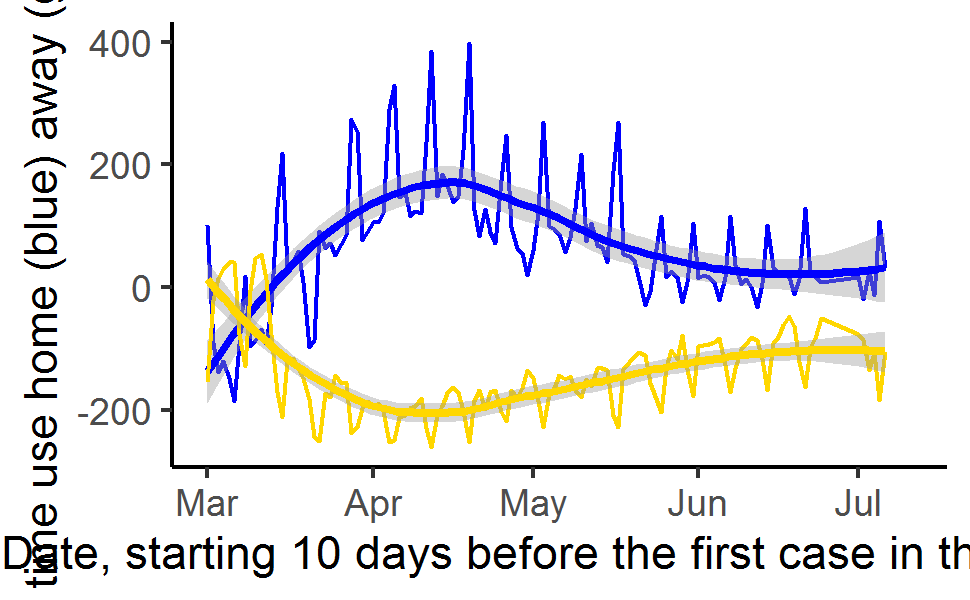 time use home (blue) away (
400
200
0
-200
Mar Apr May Jun Jul
Date, starting 10 days before the first case in th